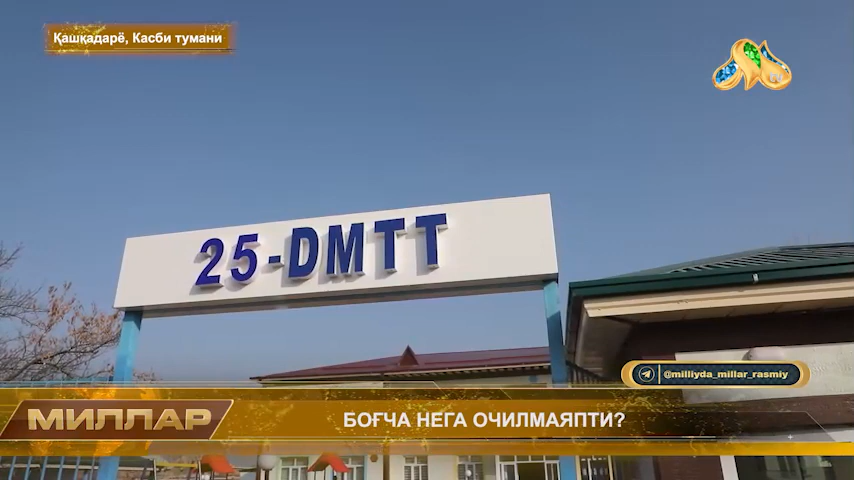 Қашқадарё, Касби тумани
25-DMTT
@milliyda_millar_rasmiy
МИЛЛАР
БОҒЧА НЕГА ОЧИЛМАЯПТИ?